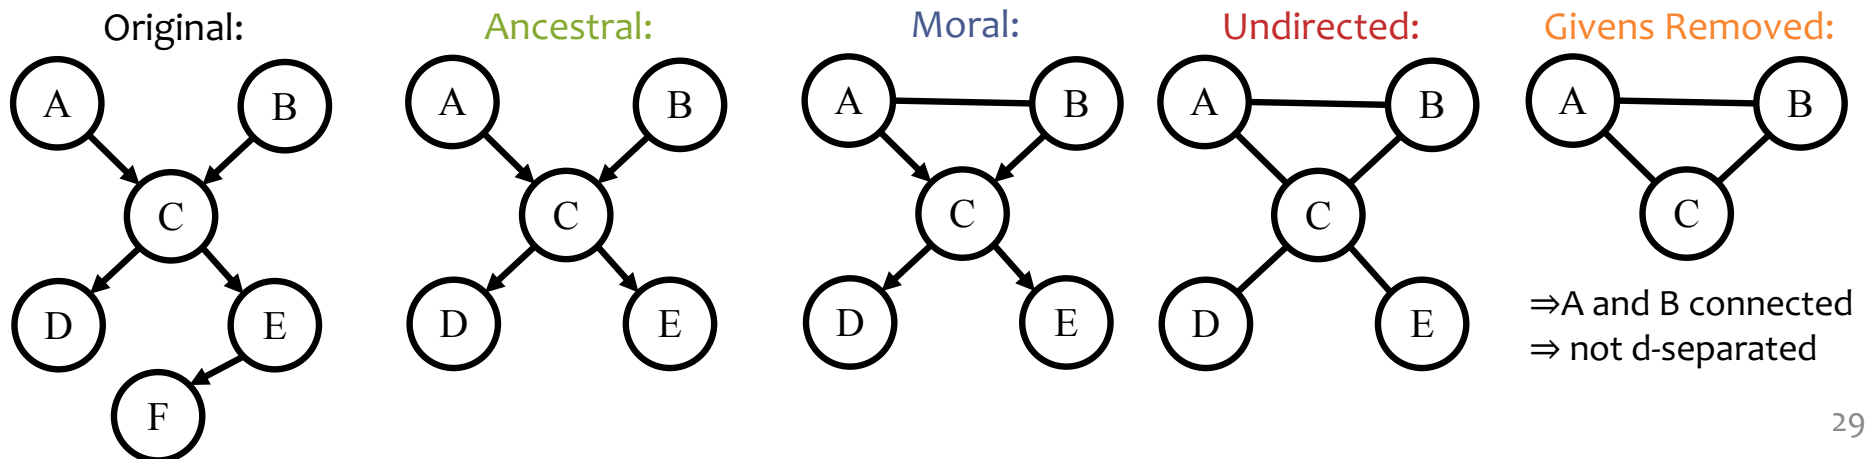 Original:
A
B
C
D
E
F
Ancestral:
A
B
C
D
E
Moral:
A
B
C
D
E
Undirected:
A
B
C
D
E
Givens Removed:
A
B
C
⇒A and B connected
⇒ not d-separated
29